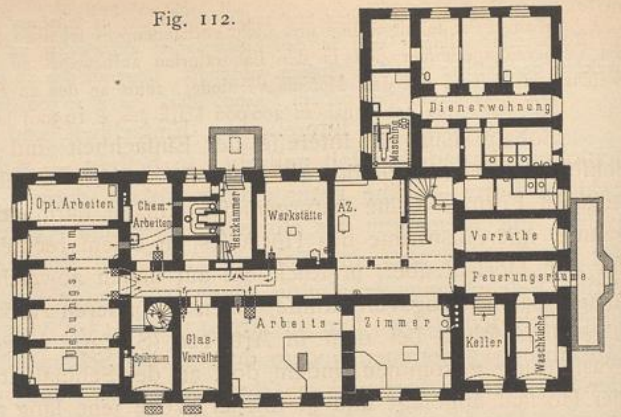 Fig. 112.
Dienerwohnung
Maschine
Opt. Arbeiten
Chem. Arbeiten
Heizkammer
Werkstätte
AZ.
Vorräthe
Uebungsraum
Feuerungsräume
Spülraum
Glas-Vorräthe
Arbeits-Zimmer
Keller
Waschküche